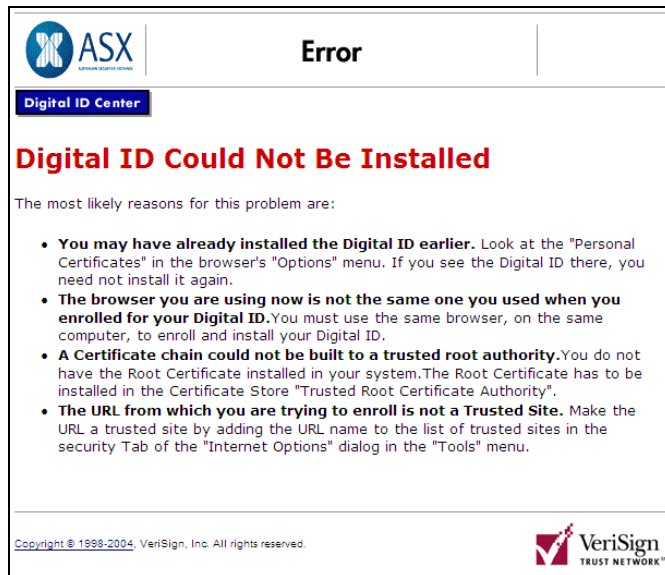 ASX
Error
Digital ID Center
Digital ID Could Not Be Installed
The most likely reasons for this problem are:
• You may have already installed the Digital ID earlier. Look at the "Personal
Certificates" in the browser's "Options" menu. If you see the Digital ID there, you
need not install it again.
• The browser you are using now is not the same one you used when you
enrolled for your Digital ID.You must use the same browser, on the same
computer, to enroll and install your Digital ID.
• A Certificate chain could not be built to a trusted root authority.You do not
have the Root Certificate installed in your system.The Root Certificate has to be
installed in the Certificate Store "Trusted Root Certificate Authority".
• The URL from which you are trying to enroll is not a Trusted Site. Make the
URL a trusted site by adding the URL name to the list of trusted sites in the
security Tab of the "Internet Options" dialog in the "Tools" menu.
Copyright © 1998-2004, VeriSign, Inc. All rights reserved.
VeriSign
TRUST NETWORK